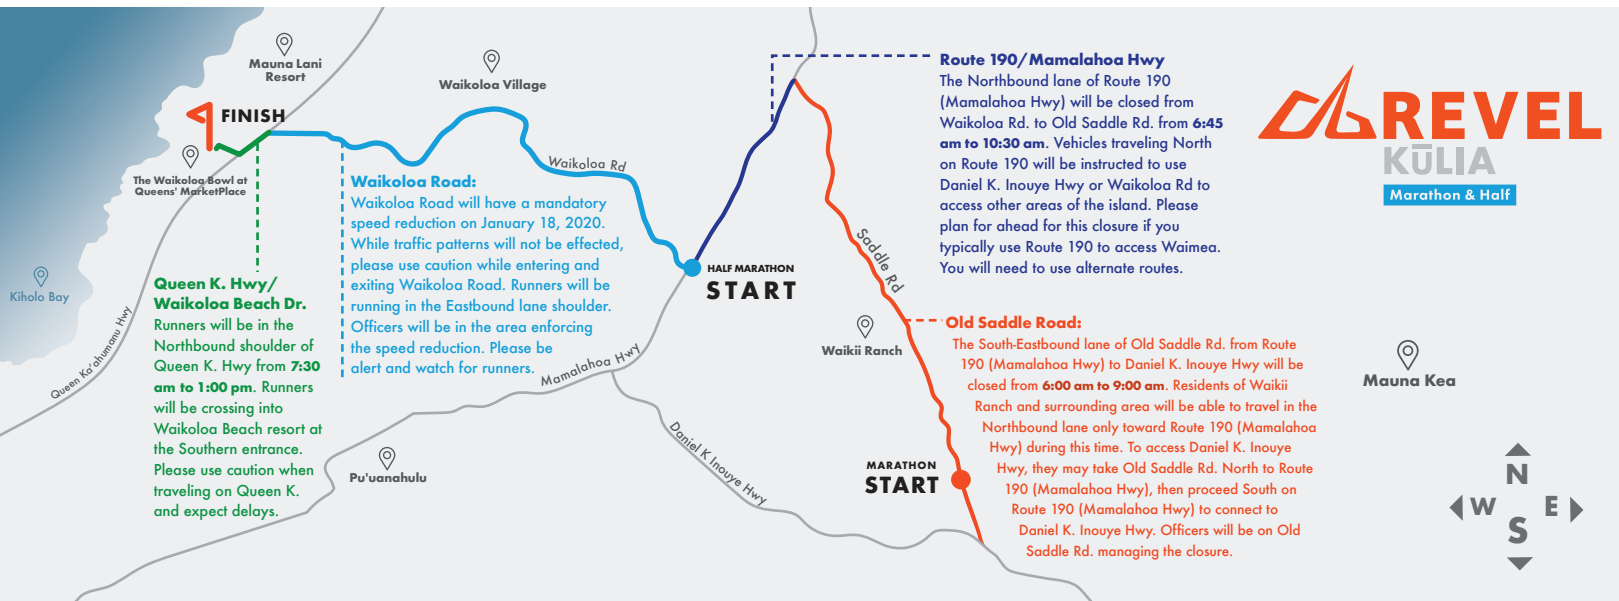 Mauna Lani
Resort
Waikoloa Village
FINISH
The Waikoloa Bowl at
Queens' MarketPlace
Kiholo Bay
Queen Ka'ahumanu Hwy
Queen K. Hwy/
Waikoloa Beach Dr.
Runners will be in the
Northbound shoulder of
Queen K. Hwy from 7:30
am to 1:00 pm. Runners
will be crossing into
Waikoloa Beach resort at
the Southern entrance.
Please use caution when
traveling on Queen K.
and expect delays.
Waikoloa Rd
Waikoloa Road:
Waikoloa Road will have a mandatory
speed reduction on January 18, 2020.
While traffic patterns will not be effected,
please use caution while entering and
exiting Waikoloa Road. Runners will be
running in the Eastbound lane shoulder.
Officers will be in the area enforcing
the speed reduction. Please be
alert and watch for runners.
Mamalahoa Hwy
Pu'uanahulu
HALF MARATHON
START
Daniel K Inouye Hwy
Route 190/Mamalahoa Hwy
The Northbound lane of Route 190
(Mamalahoa Hwy) will be closed from
Waikoloa Rd. to Old Saddle Rd. from 6:45
am to 10:30 am. Vehicles traveling North
on Route 190 will be instructed to use
Daniel K. Inouye Hwy or Waikoloa Rd to
access other areas of the island. Please
plan for ahead for this closure if you
typically use Route 190 to access Waimea.
You will need to use alternate routes.
Saddle Rd
Waikii Ranch
Old Saddle Road:
The South-Eastbound lane of Old Saddle Rd. from Route
190 (Mamalahoa Hwy) to Daniel K. Inouye Hwy will be
closed from 6:00 am to 9:00 am. Residents of Waikii
Ranch and surrounding area will be able to travel in the
Northbound lane only toward Route 190 (Mamalahoa
Hwy) during this time. To access Daniel K. Inouye
Hwy, they may take Old Saddle Rd. North to Route
190 (Mamalahoa Hwy), then proceed South on
Route 190 (Mamalahoa Hwy) to connect to
Daniel K. Inouye Hwy. Officers will be on Old
Saddle Rd. managing the closure.
MARATHON
START
REVEL
KŪLIA
Marathon & Half
Mauna Kea
N
W E
S